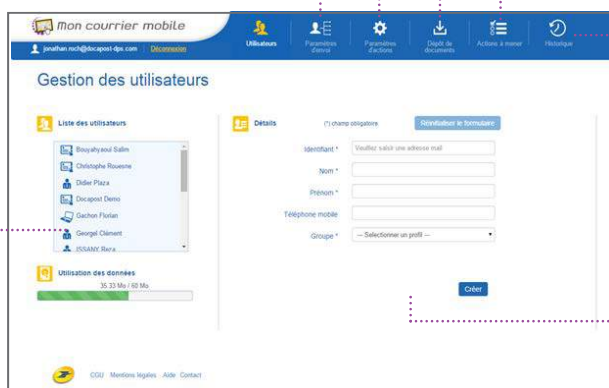 mon courrier mobile
Utilisateurs
Paramètres d'envoi
Paramètres d'actions
Dépôt de documents
Actions à mener
Historique
jonathan.roch@docapost-dps.com Déconnexion
Gestion des utilisateurs
Liste des utilisateurs
Bouyahyaoui Salim
Christophe Rouesne
Didier Plaza
Docapost Demo
Gachon Florian
Georgel Clément
ISSANY Reza
Utilisation des données
35.33 Mo / 60 Mo
Détails (*) champ obligatoire Réinitialiser le formulaire
Identifiant * Veuillez saisir une adresse mail
Nom *
Prénom *
Téléphone mobile
Groupe * --- Selectionner un profil ---
Créer
CGU Mentions légales Aide Contact